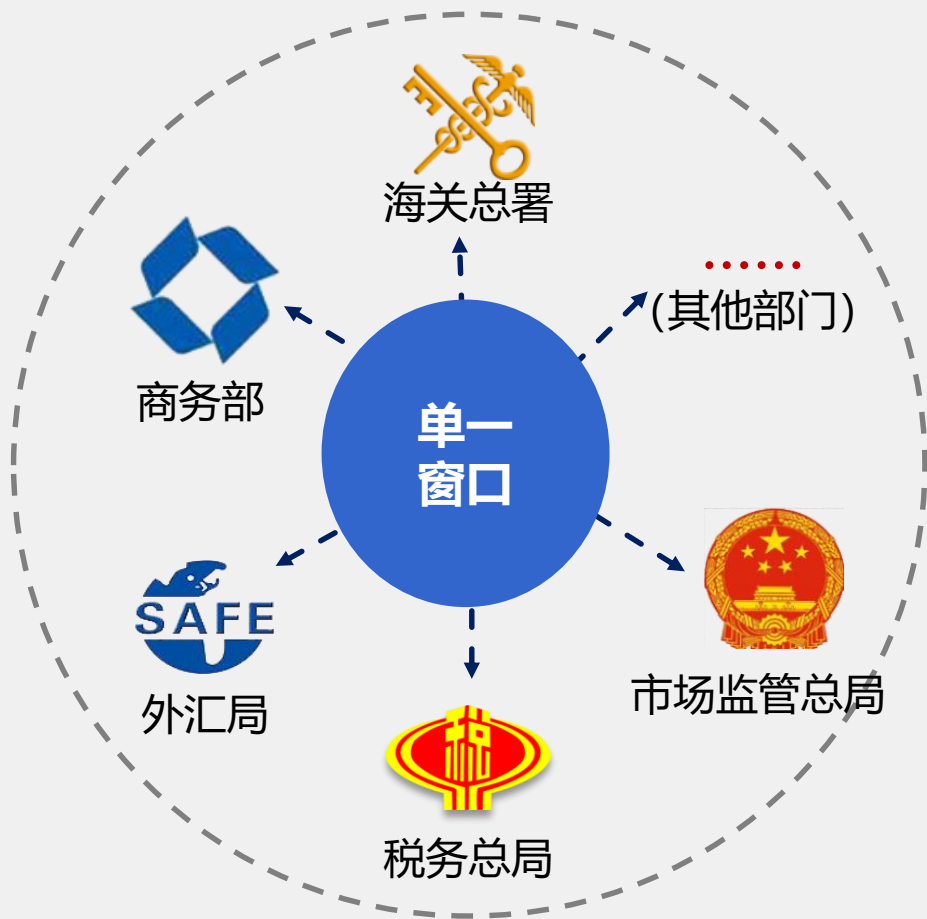 海关总署
......
(其他部门)
商务部
单一
窗口
SAFE
外汇局
市场监管总局
税
税务总局